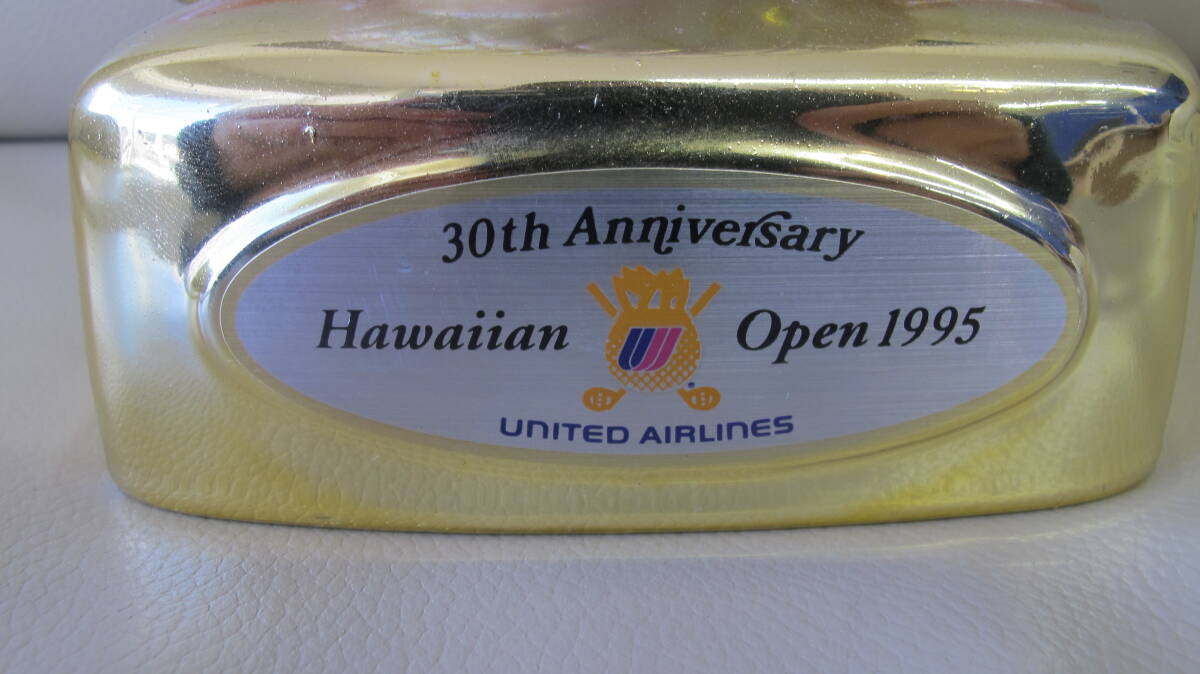 30th Anniversary
Hawaiian Open 1995
UNITED AIRLINES